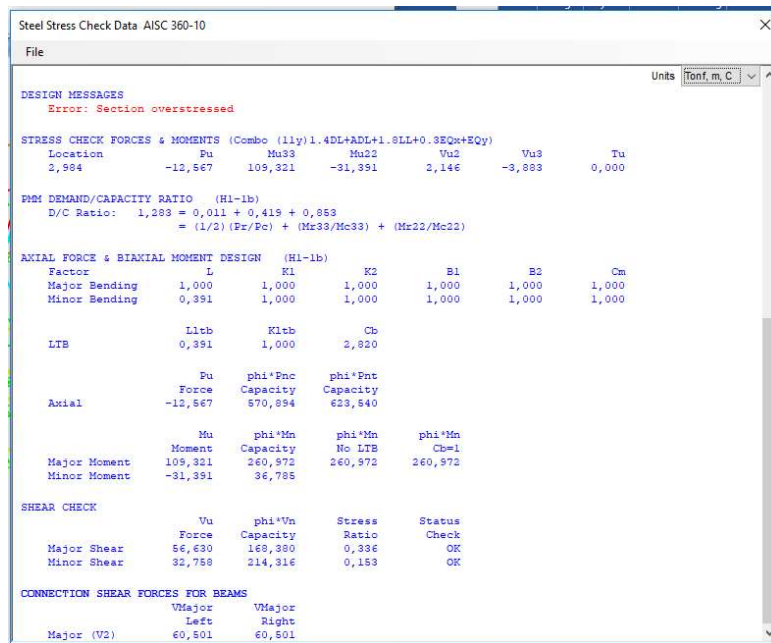 Steel Stress Check Data AISC 360-10
File
Units Tonf, m, C
DESIGN MESSAGES
Error: Section overstressed
STRESS CHECK FORCES & MOMENTS (Combo (11y)1.4DL+ADL+1.8LL+0.3EQx+EQy)
Location Pu Mu33 Mu22 Vu2 Vu3 Tu
2,984 -12,567 109,321 -31,391 2,146 -3,883 0,000
PMM DEMAND/CAPACITY RATIO (H1-1b)
D/C Ratio: 1,283 = 0,011 + 0,419 + 0,853
= (1/2)(Pr/Pc) + (Mr33/Mc33) + (Mr22/Mc22)
AXIAL FORCE & BIAXIAL MOMENT DESIGN (H1-1b)
Factor L K1 K2 B1 B2 Cm
Major Bending 1,000 1,000 1,000 1,000 1,000 1,000
Minor Bending 0,391 1,000 1,000 1,000 1,000 1,000
Lltb Kltb Cb
LTB 0,391 1,000 2,820
Pu phi*Pnc phi*Pnt
Force Capacity Capacity
Axial -12,567 570,894 623,540
Mu phi*Mn phi*Mn phi*Mn
Moment Capacity No LTB Cb=1
Major Moment 109,321 260,972 260,972 260,972
Minor Moment -31,391 36,785
SHEAR CHECK
Vu phi*Vn Stress Status
Force Capacity Ratio Check
Major Shear 56,630 168,380 0,336 OK
Minor Shear 32,758 214,316 0,153 OK
CONNECTION SHEAR FORCES FOR BEAMS
VMajor VMajor
Left Right
Major (V2) 60,501 60,501